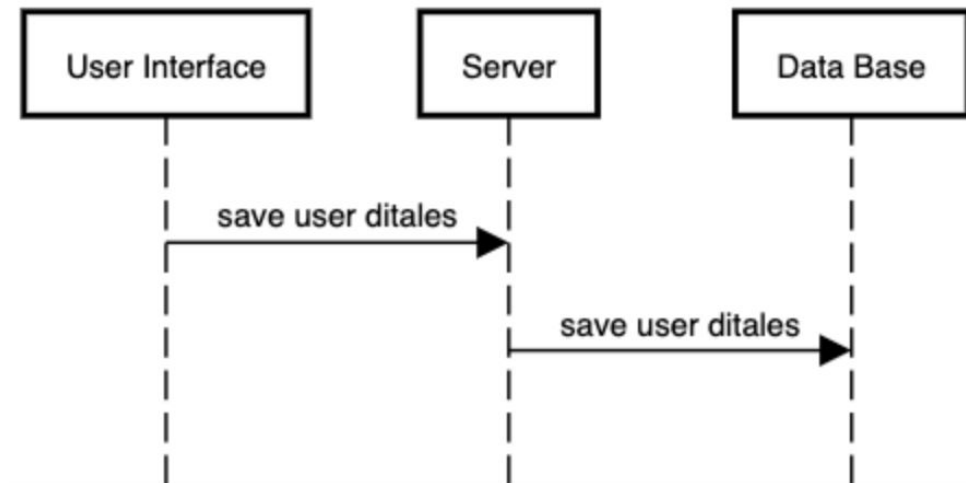 User Interface
Server
Data Base
save user ditales
save user ditales